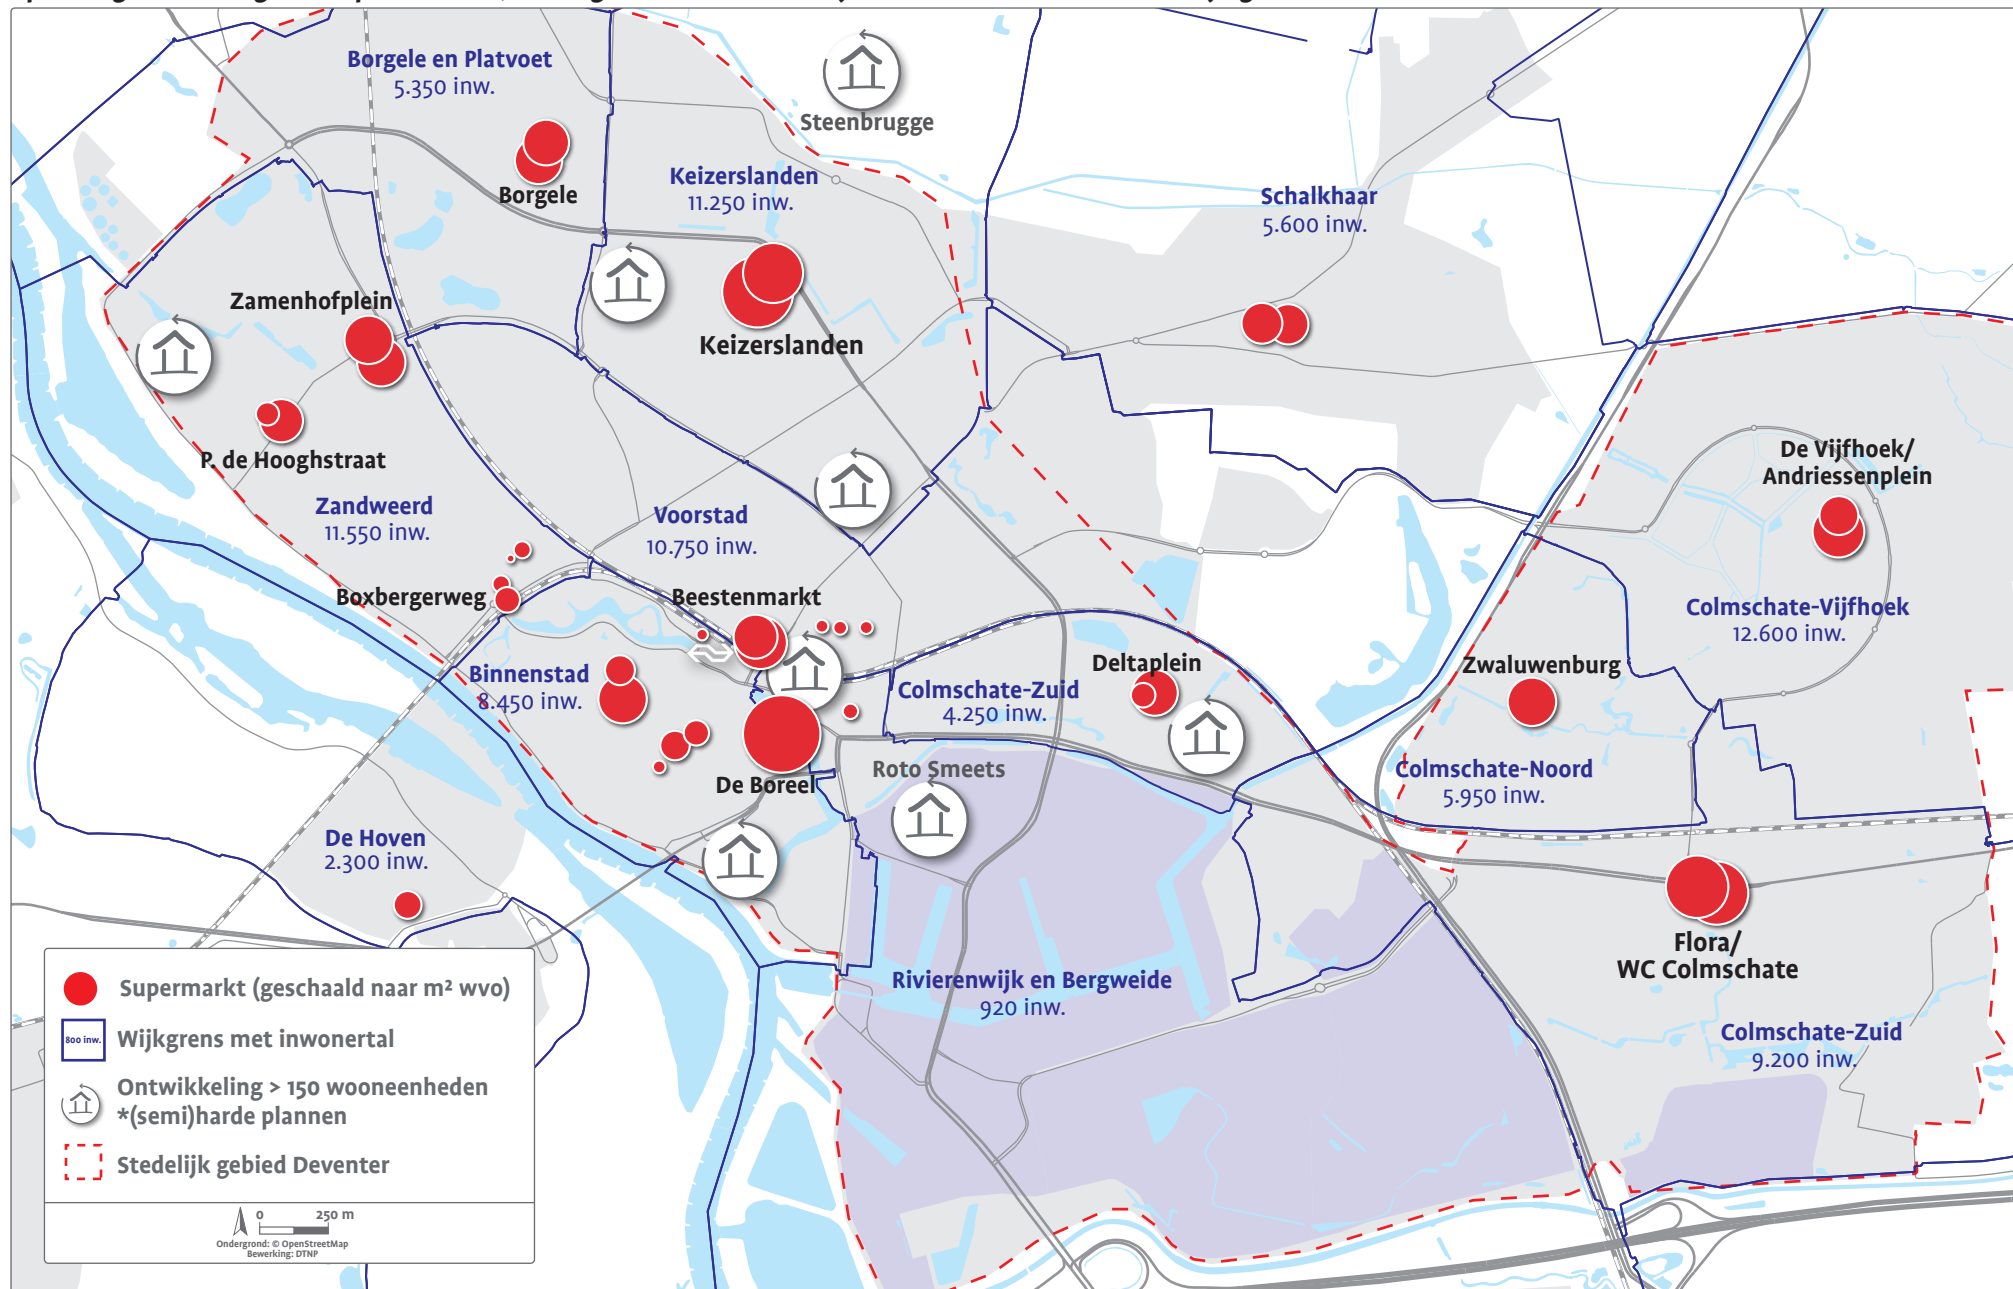 Borgele en Platvoet
5.350 inw.
Steenbrugge
Borgele
Keizerslanden
11.250 inw.
Schalkhaar
5.600 inw.
Zamenhofplein
Keizerslanden
P. de Hooghstraat
Zandweerd
11.550 inw.
Voorstad
10.750 inw.
De Vijfhoek/
Andriessenplein
Boxbergerweg
Beestenmarkt
Colmschate-Vijfhoek
12.600 inw.
Binnenstad
8.450 inw.
Deltaplein
Colmschate-Zuid
4.250 inw.
Zwaluwenburg
De Boreel
Roto Smeets
Colmschate-Noord
5.950 inw.
De Hoven
2.300 inw.
Flora/
WC Colmschate
Rivierenwijk en Bergweide
920 inw.
Colmschate-Zuid
9.200 inw.
Supermarkt (geschaald naar m² wvo)
800 inw.
Wijkgrens met inwonertal
Ontwikkeling > 150 wooneenheden
*(semi)harde plannen
Stedelijk gebied Deventer
0 250 m
Ondergrond: © OpenStreetMap
Bewerking: DTNP